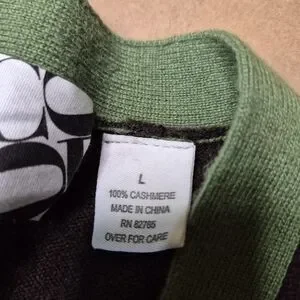 L
100% CASHMERE
MADE IN CHINA
RN 82765
OVER FOR CARE